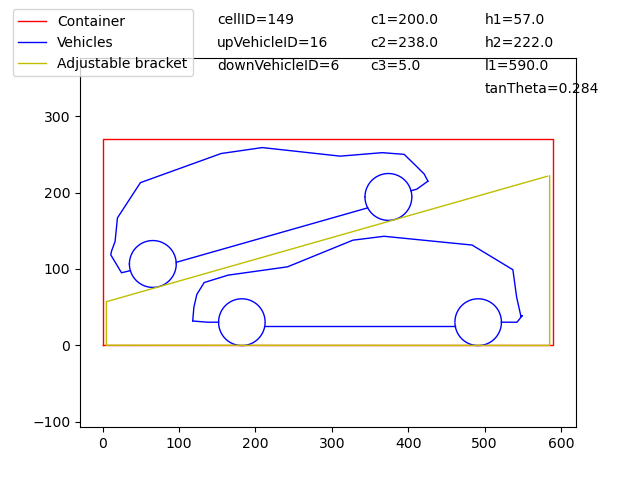 Container
Vehicles
Adjustable bracket
cellID=149
upVehicleID=16
downVehicleID=6
c1=200.0
c2=238.0
c3=5.0
h1=57.0
h2=222.0
l1=590.0
tanTheta=0.284
300
200
100
0
−100
0 100 200 300 400 500 600